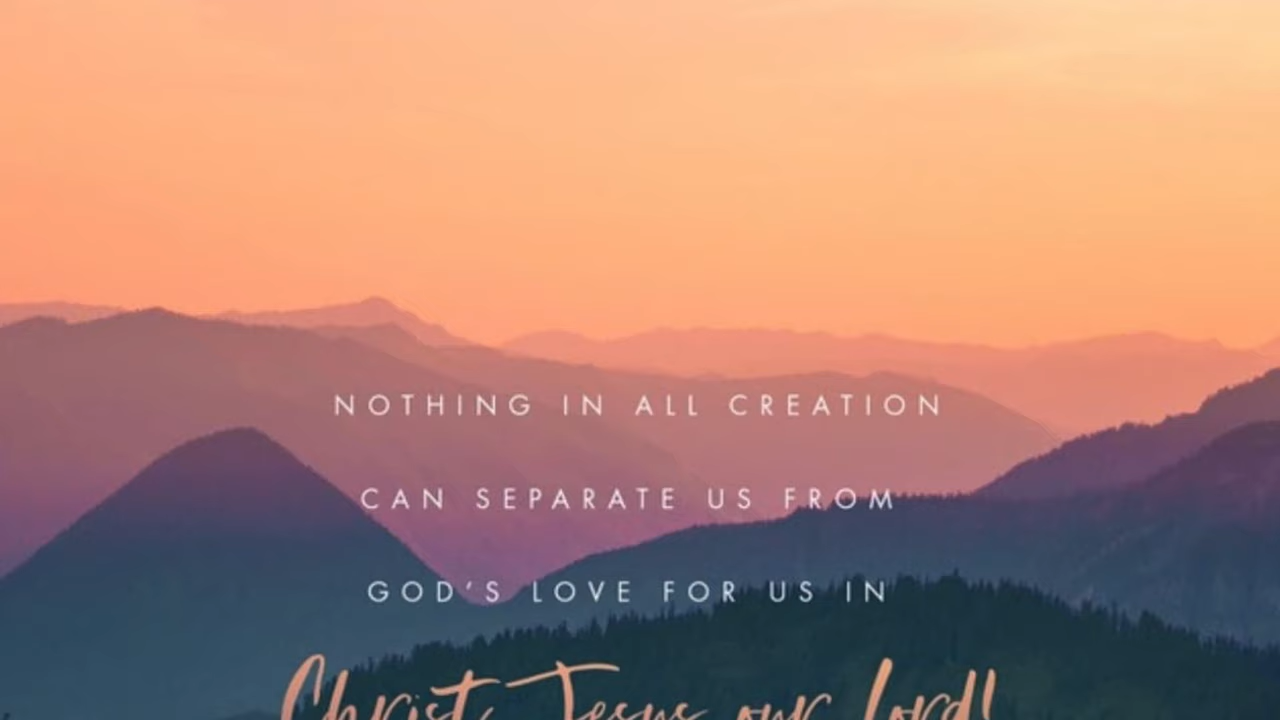 NOTHING IN ALL CREATION
CAN SEPARATE US FROM
GOD'S LOVE FOR US IN
Christ Jesus our Lord!